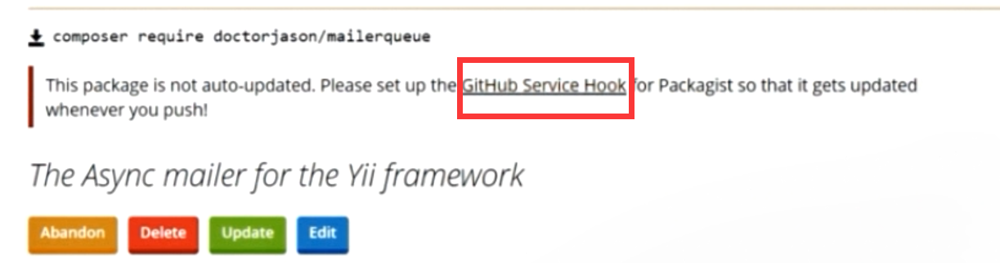 composer require doctorjason/mailerqueue
This package is not auto-updated. Please set up the GitHub Service Hook for Packagist so that it gets updated
whenever you push!
The Async mailer for the Yii framework
Abandon Delete Update Edit